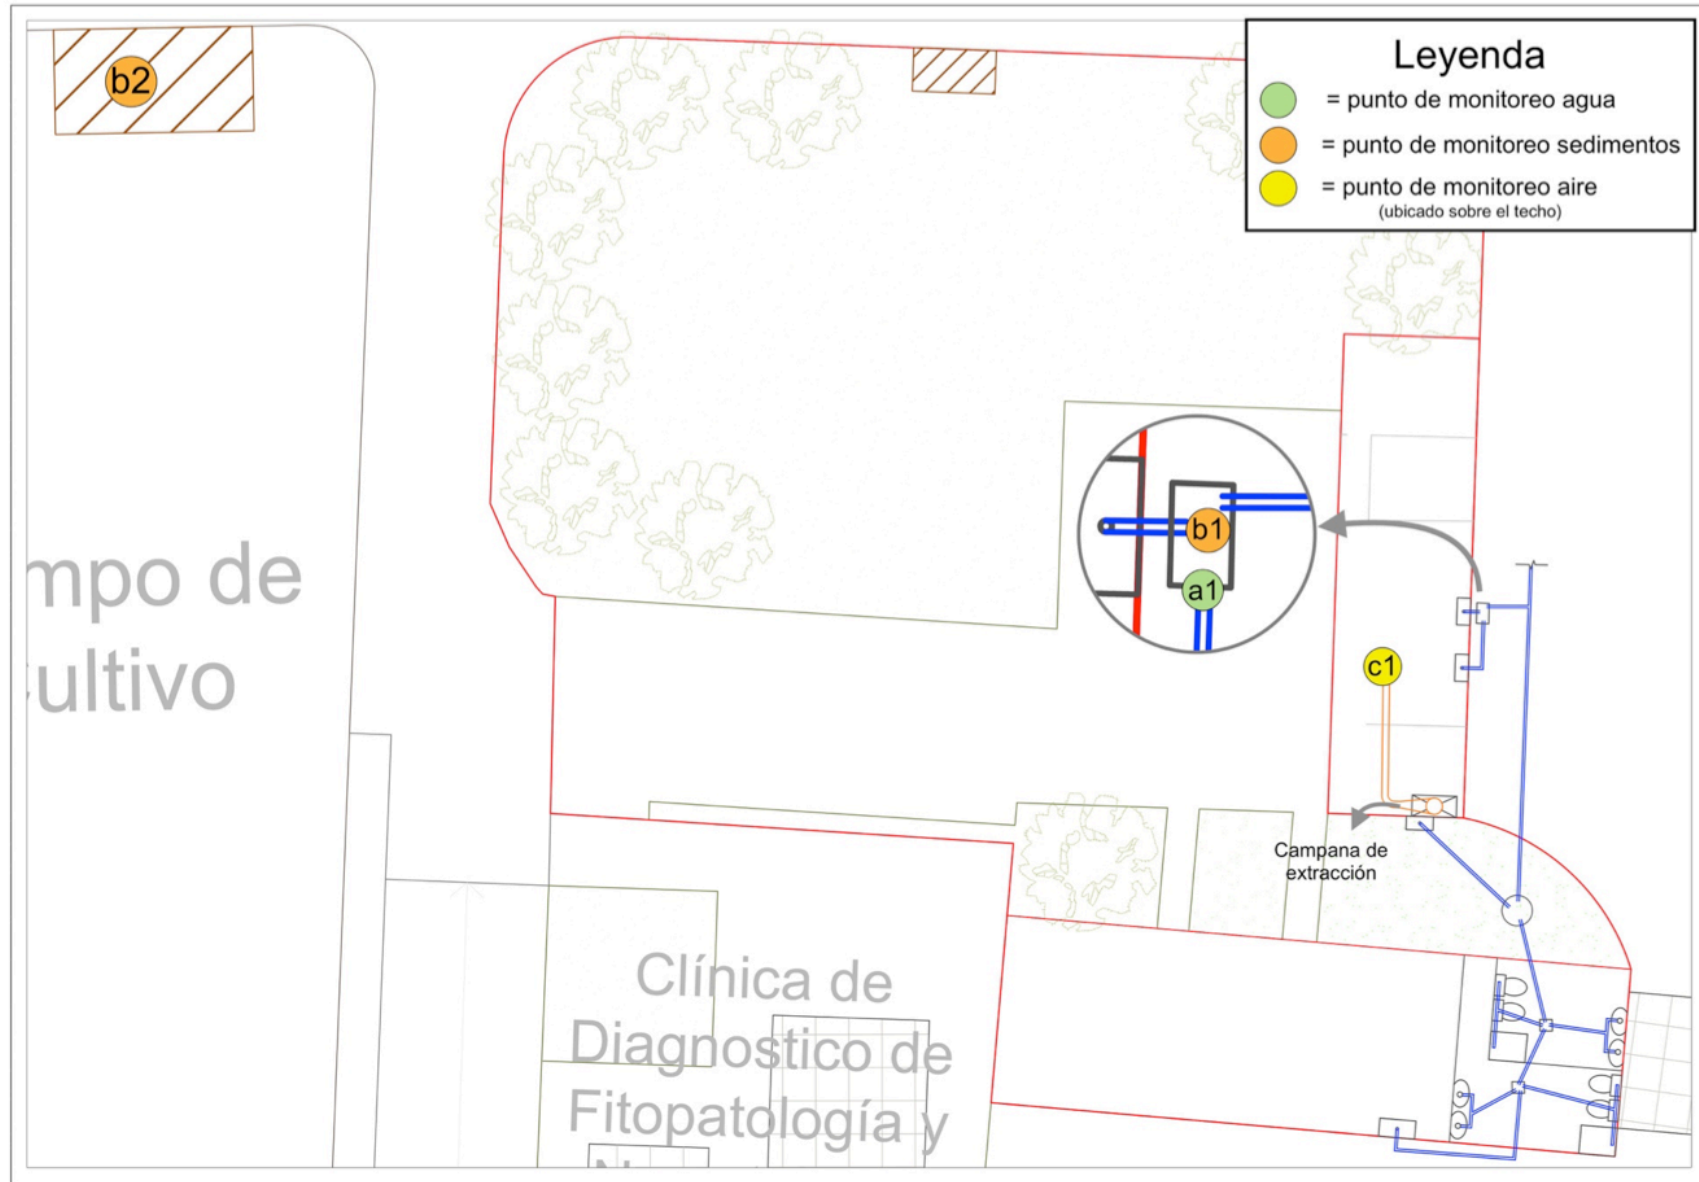 b2
Leyenda
= punto de monitoreo agua
= punto de monitoreo sedimentos
= punto de monitoreo aire
(ubicado sobre el techo)
b1
a1
c1
mpo de
ultivo
Campana de
extracción
Clínica de
Diagnostico de
Fitopatología y